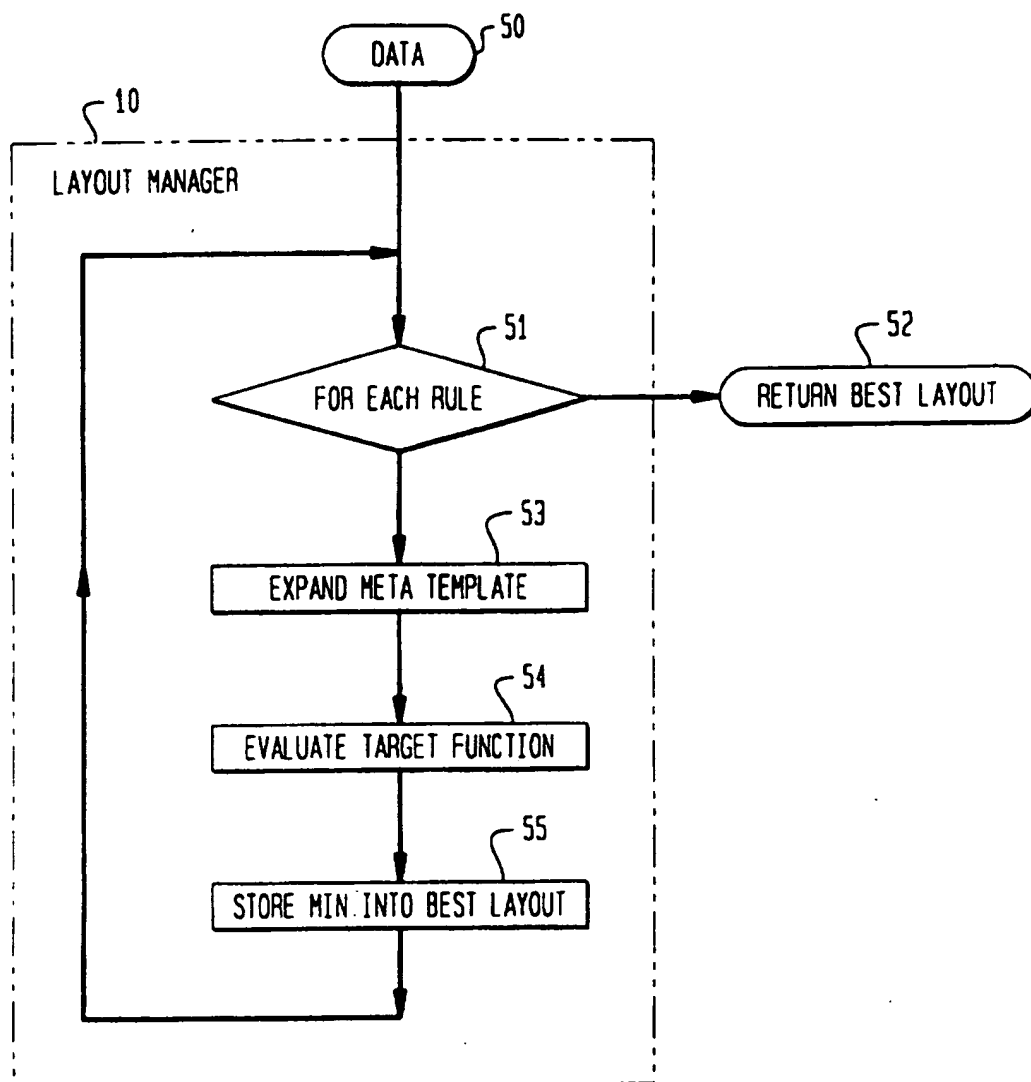 50
DATA
10
LAYOUT MANAGER
51
FOR EACH RULE
52
RETURN BEST LAYOUT
53
EXPAND META TEMPLATE
54
EVALUATE TARGET FUNCTION
55
STORE MIN. INTO BEST LAYOUT